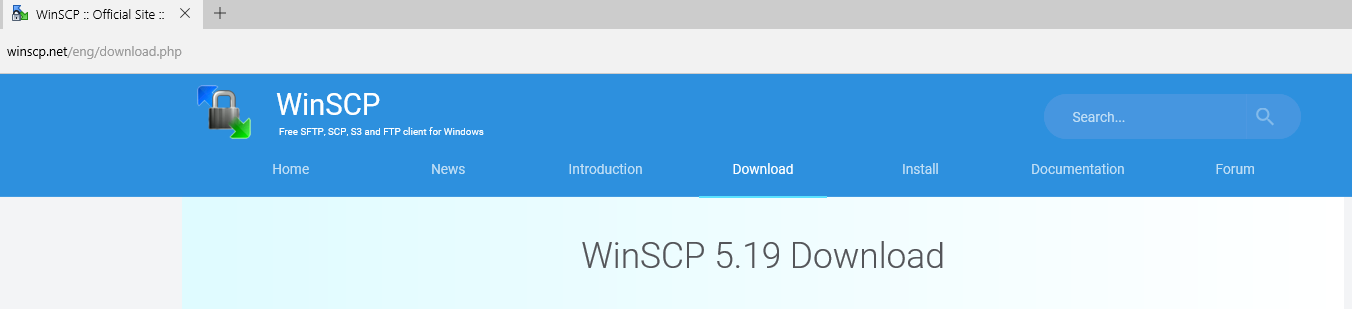 WinSCP :: Official Site ::
winscp.net/eng/download.php
WinSCP
Free SFTP, SCP, S3 and FTP client for Windows
Search...
Home News Introduction Download Install Documentation Forum
WinSCP 5.19 Download